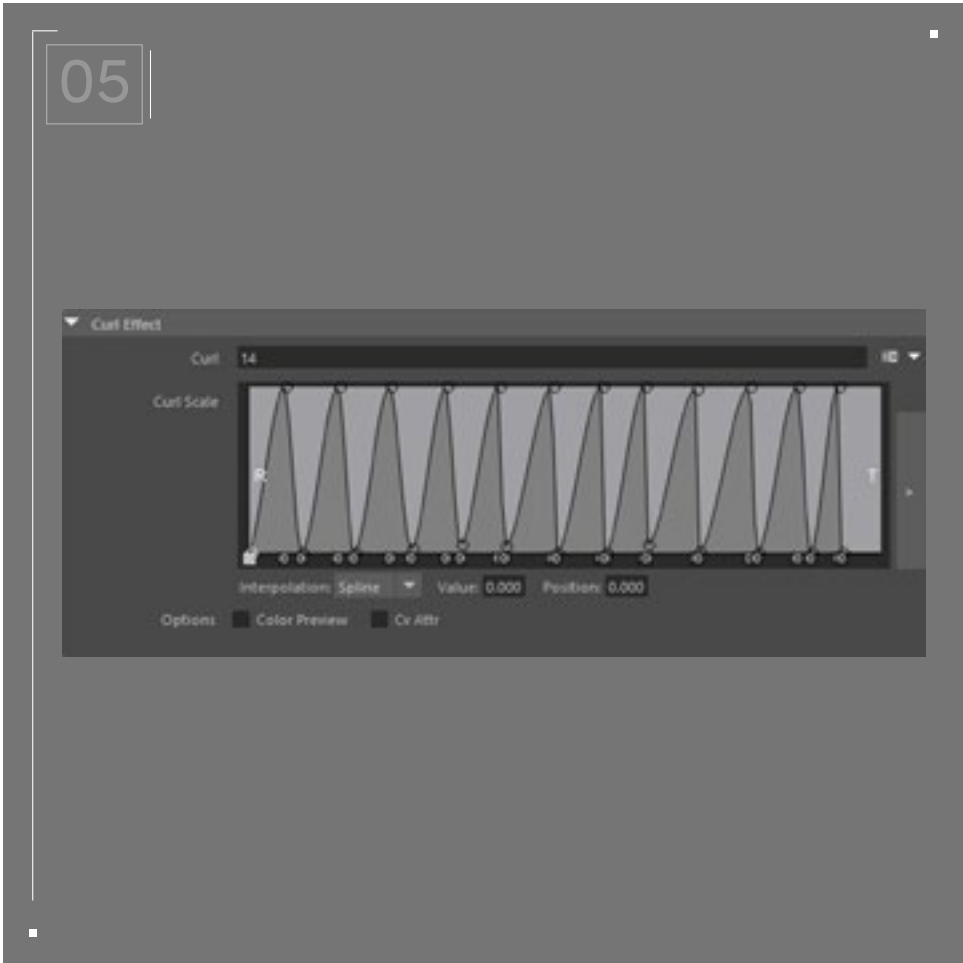 05
Curl Effect
Curl 14
Curl Scale
R T
Interpolation: Spline Value: 0.000 Position: 0.000
Options Color Preview Cv Attr